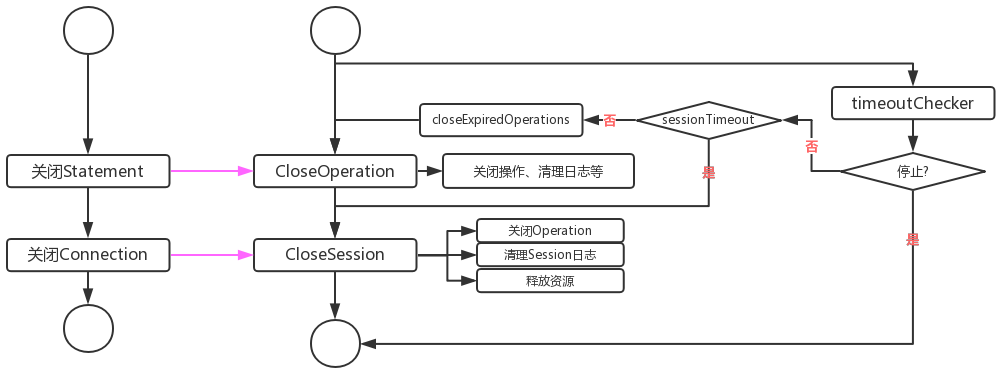 timeoutChecker
closeExpiredOperations
否
sessionTimeout
否
关闭Statement
CloseOperation
关闭操作、清理日志等
是
停止?
关闭Operation
是
关闭Connection
CloseSession
清理Session日志
释放资源